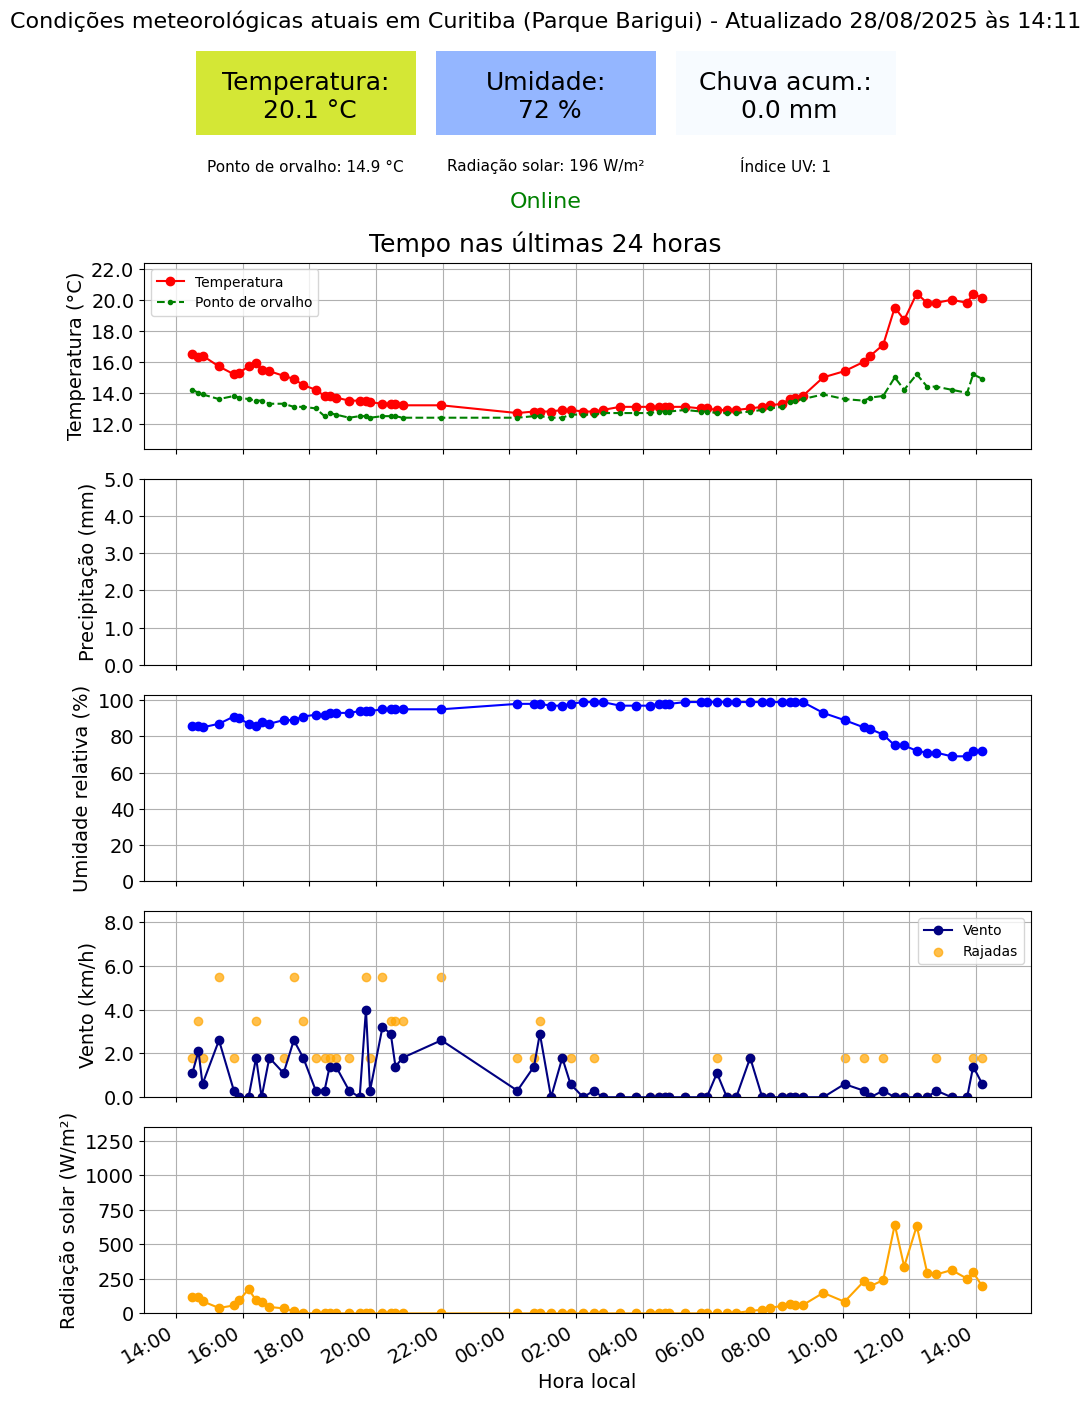 Condições meteorológicas atuais em Curitiba (Parque Barigui) - Atualizado 28/08/2025 às 14:11
Temperatura:
20.1 °C
Umidade:
72 %
Chuva acum.:
0.0 mm
Ponto de orvalho: 14.9 °C
Radiação solar: 196 W/m²
Índice UV: 1
Online
Tempo nas últimas 24 horas
Temperatura (°C)
22.0
20.0
18.0
16.0
14.0
12.0
Temperatura
Ponto de orvalho
Precipitação (mm)
5.0
4.0
3.0
2.0
1.0
0.0
Umidade relativa (%)
100
80
60
40
20
0
Vento (km/h)
8.0
6.0
4.0
2.0
0.0
Vento
Rajadas
Radiação solar (W/m²)
1250
1000
750
500
250
0
14:00
16:00
18:00
20:00
22:00
00:00
02:00
04:00
06:00
08:00
10:00
12:00
14:00
Hora local